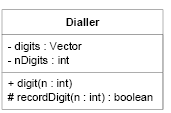 Dialler
- digits : Vector
- nDigits : int
+ digit(n : int)
# recordDigit(n : int) : boolean